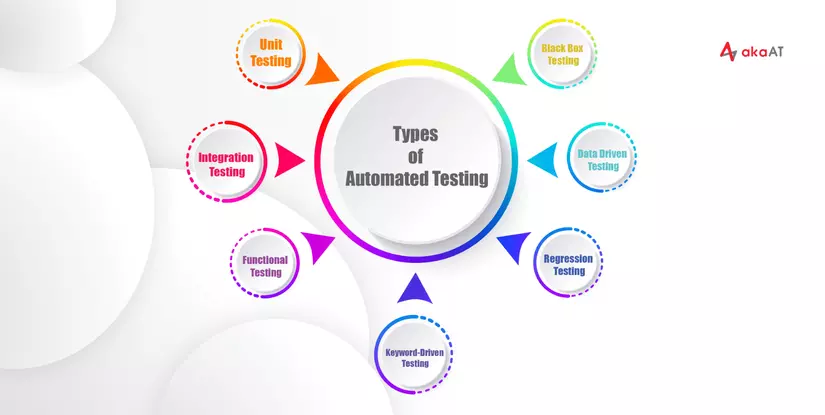 Unit
Testing
Black Box
Testing
akaAT
Types
of
Automated Testing
Integration
Testing
Data Driven
Testing
Functional
Testing
Regression
Testing
Keyword-Driven
Testing